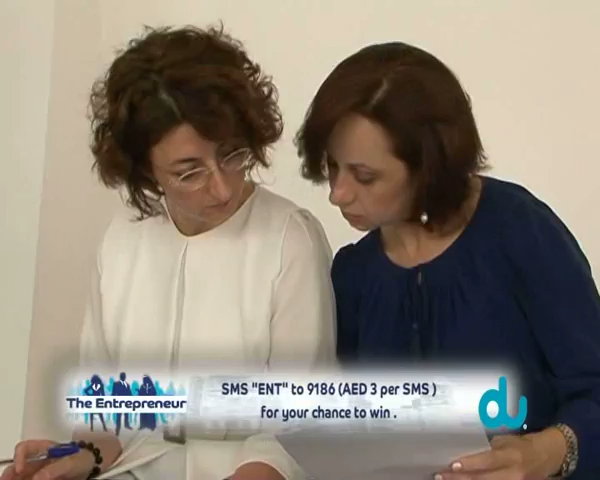 The Entrepreneur
SMS "ENT" to 9186 (AED 3 per SMS )
for your chance to win .
du